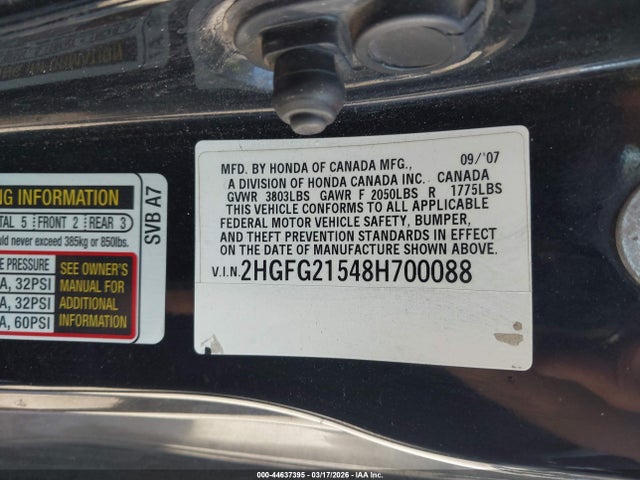 MFD. BY HONDA OF CANADA MFG., 09/'07
A DIVISION OF HONDA CANADA INC. CANADA
GVWR 3803LBS GAWR F 2050LBS R 1775LBS
THIS VEHICLE CONFORMS TO ALL APPLICABLE
FEDERAL MOTOR VEHICLE SAFETY, BUMPER,
AND THEFT PREVENTION STANDARDS IN EFFECT
ON THE DATE OF MANUFACTURE SHOWN ABOVE.
V.I.N. 2HGFG21548H700088
NG INFORMATION
TAL 5 FRONT 2 REAR 3
ould never exceed 385kg or 850lbs.
E PRESSURE
A, 32PSI
A, 32PSI
A, 60PSI
SEE OWNER'S
MANUAL FOR
ADDITIONAL
INFORMATION
SVB A7
000-44637395 - 03/17/2026 - IAA Inc.